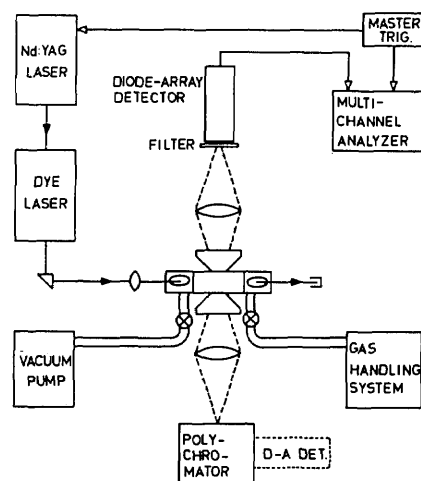 Nd:YAG
LASER
MASTER
TRIG.
DIODE-ARRAY
DETECTOR
MULTI-
CHANNEL
ANALYZER
FILTER
DYE
LASER
VACUUM
PUMP
GAS
HANDLING
SYSTEM
POLY-
CHRO-
MATOR
D-A DET.